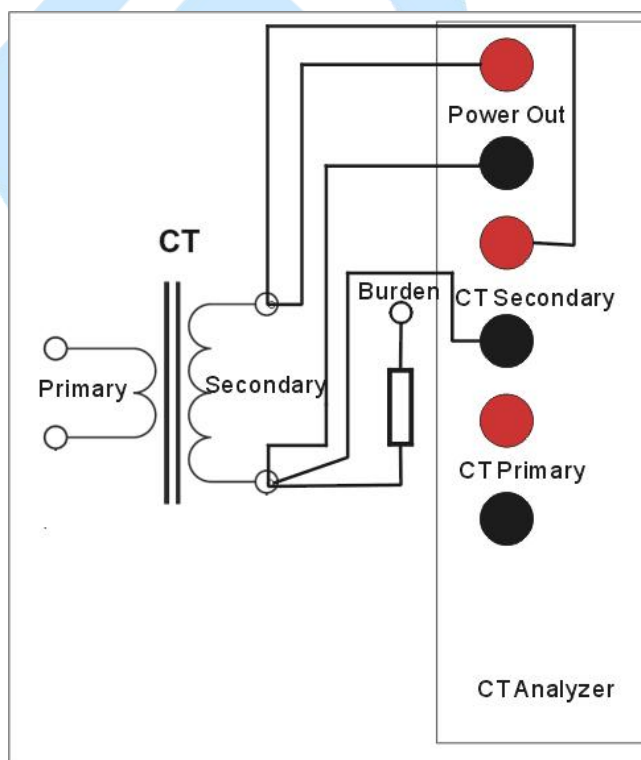 Power Out
CT
Burden
CT Secondary
Primary
Secondary
CT Primary
CT Analyzer